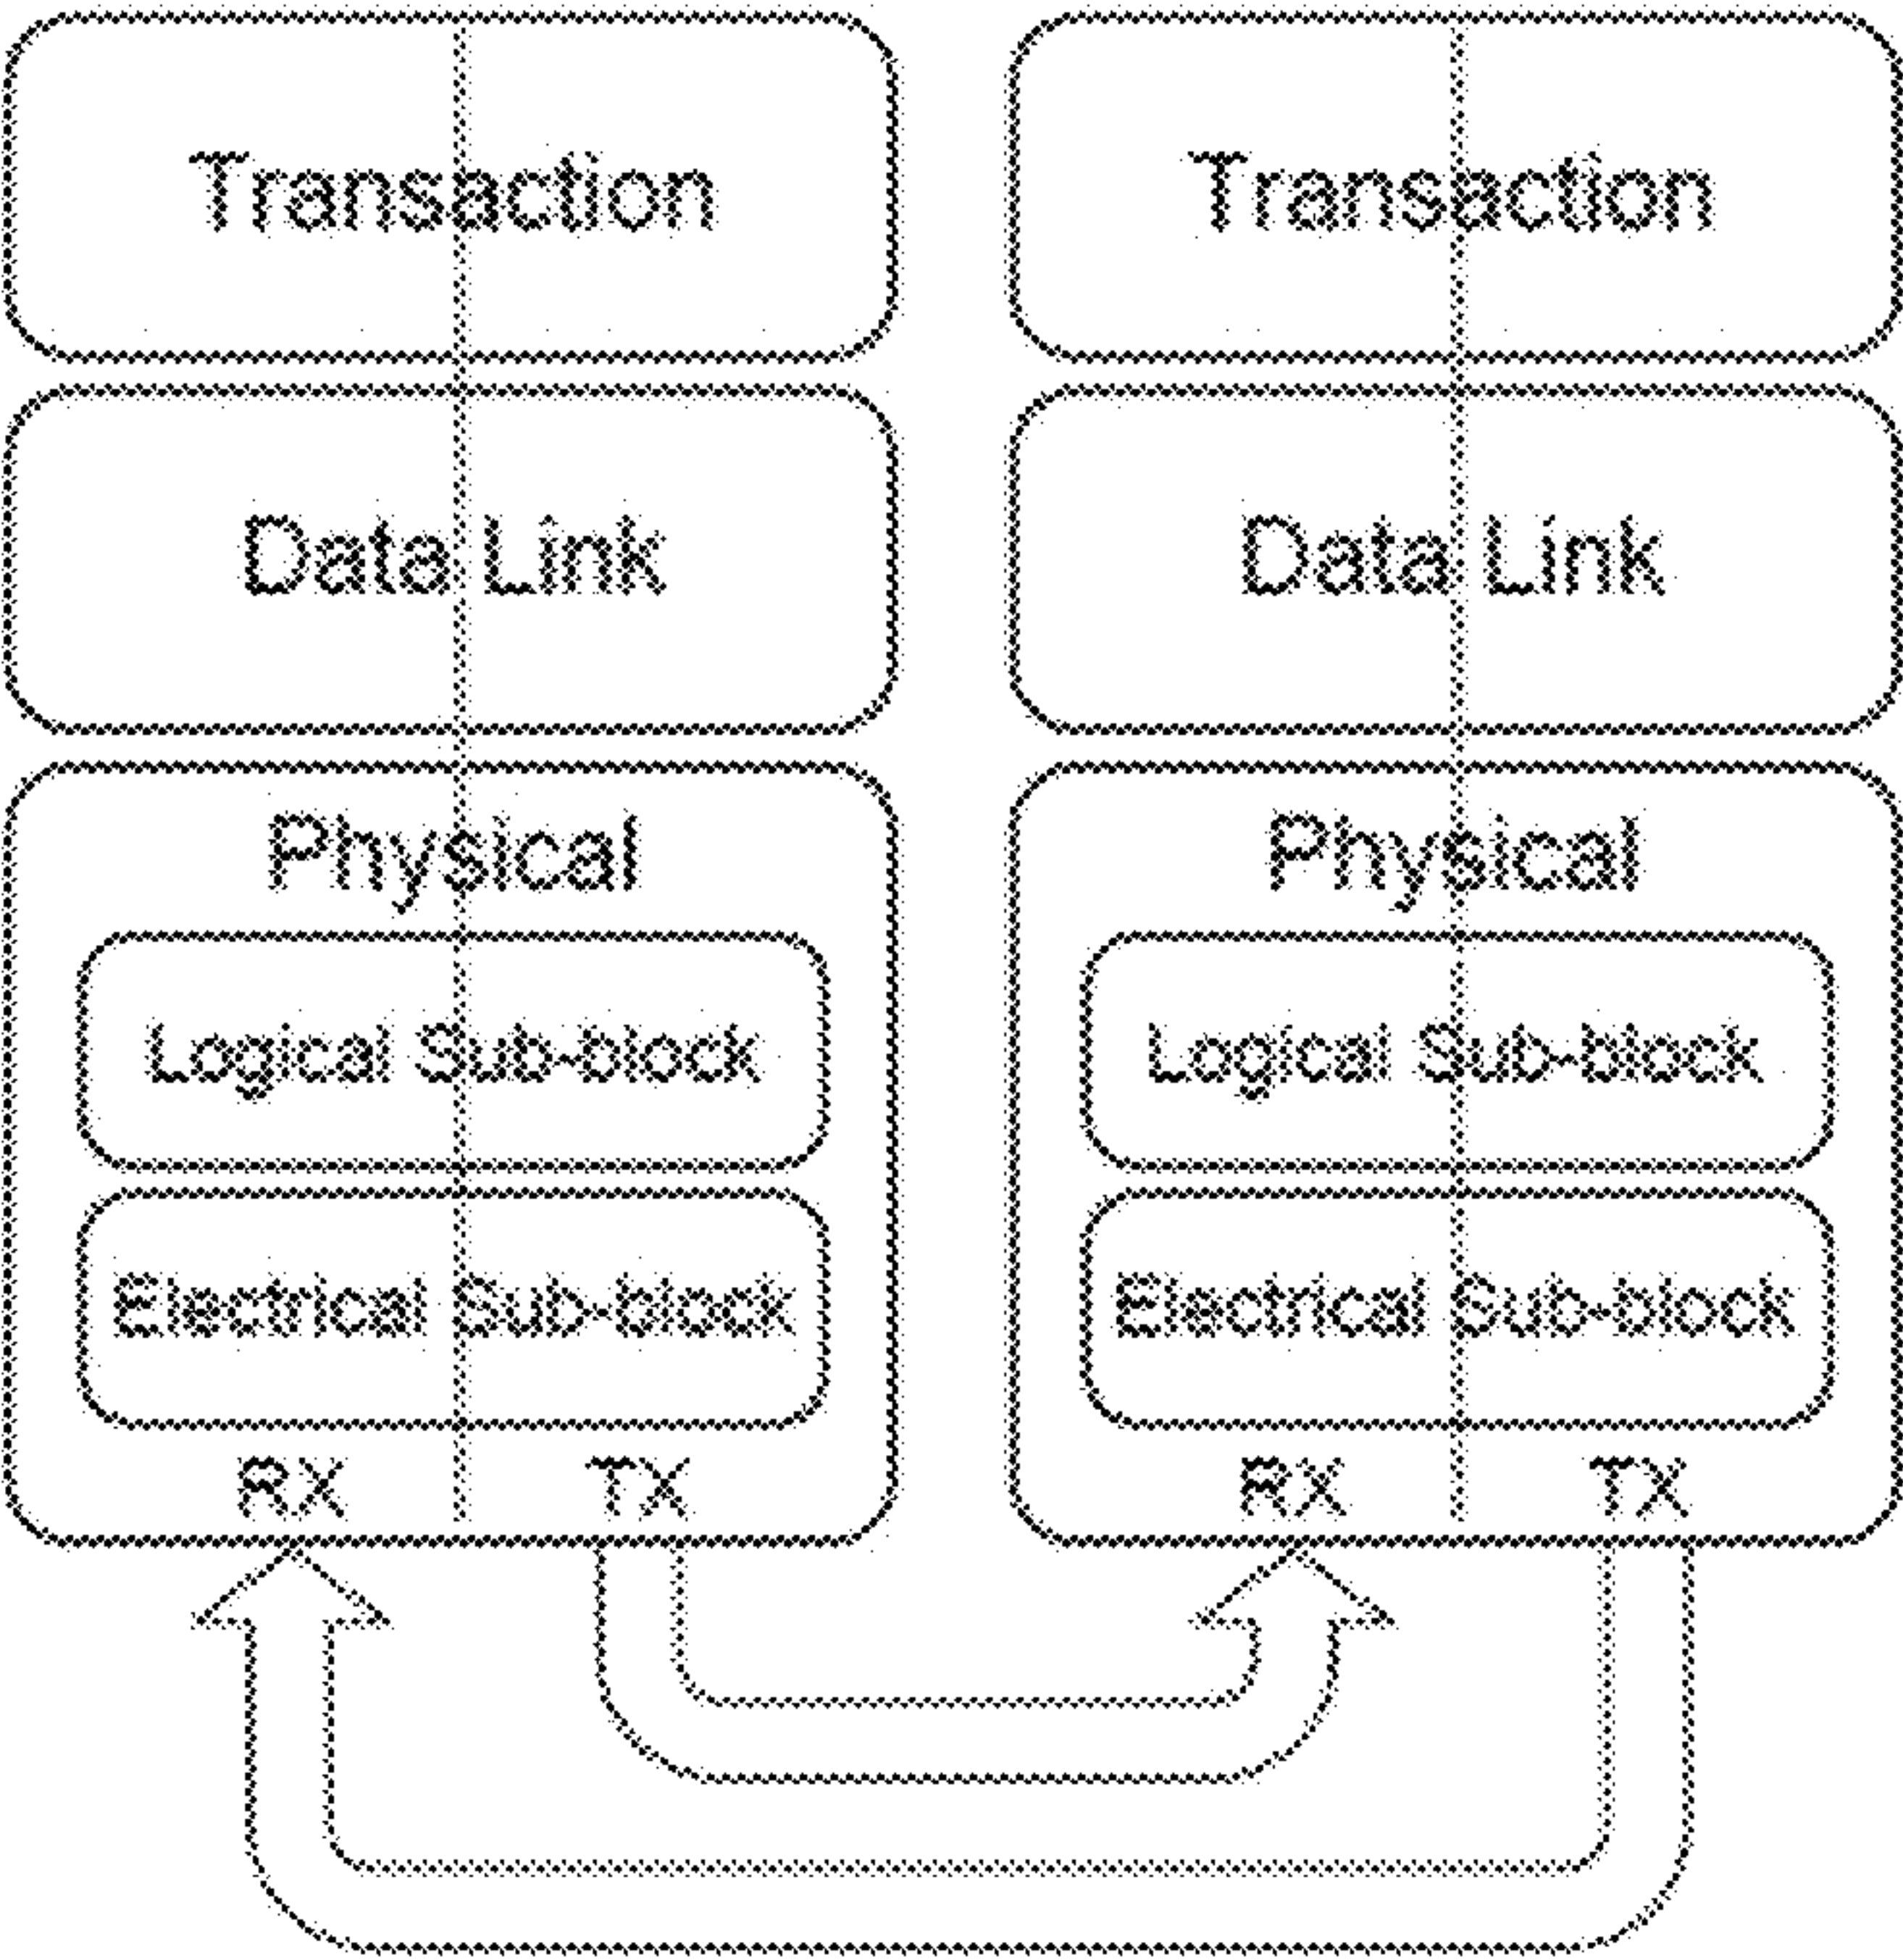 Transaction
Data Link
Physical
Logical Sub-block
Electrical Sub-block
RX TX
Transaction
Data Link
Physical
Logical Sub-block
Electrical Sub-block
RX TX